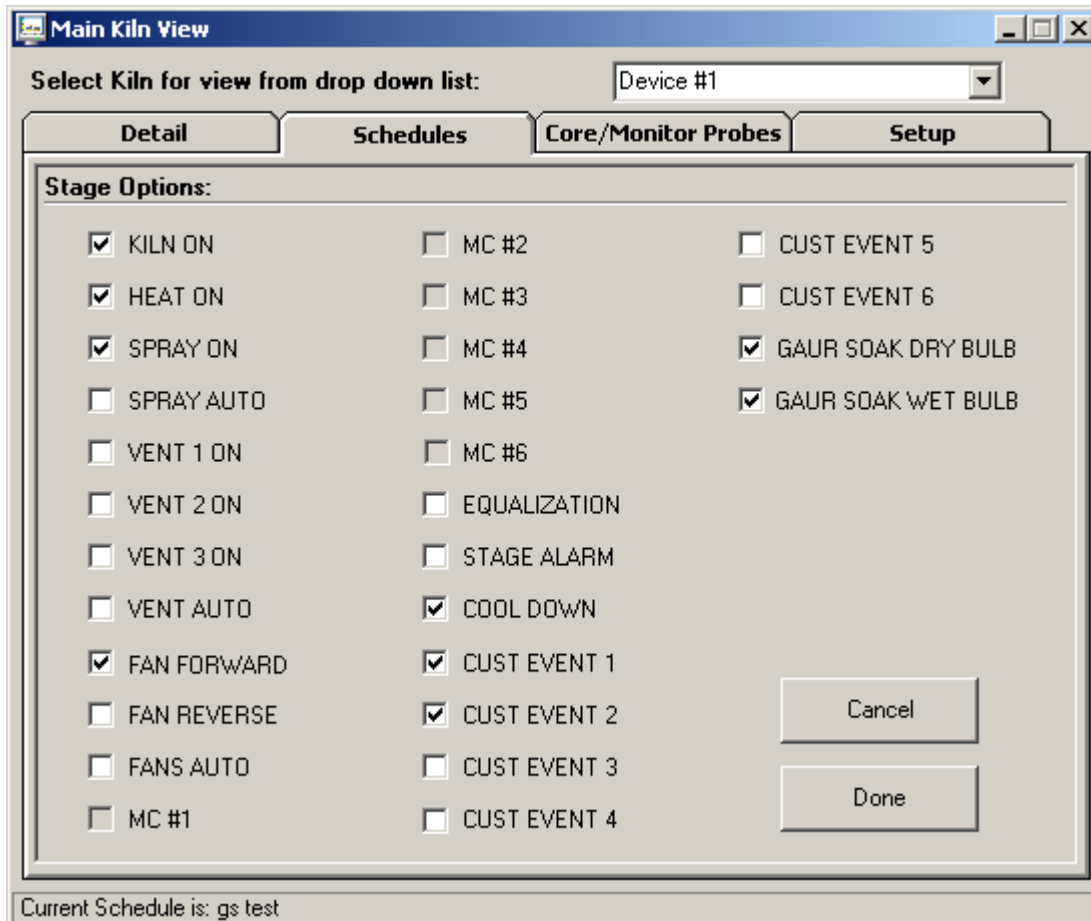 Main Kiln View
Select Kiln for view from drop down list: Device #1
Detail Schedules Core/Monitor Probes Setup
Stage Options:
KILN ON MC #2 CUST EVENT 5
HEAT ON MC #3 CUST EVENT 6
SPRAY ON MC #4 GAUR SOAK DRY BULB
SPRAY AUTO MC #5 GAUR SOAK WET BULB
VENT 1 ON MC #6
VENT 2 ON EQUALIZATION
VENT 3 ON STAGE ALARM
VENT AUTO COOL DOWN
FAN FORWARD CUST EVENT 1
FAN REVERSE CUST EVENT 2 Cancel
FANS AUTO CUST EVENT 3
MC #1 CUST EVENT 4 Done
Current Schedule is: gs test